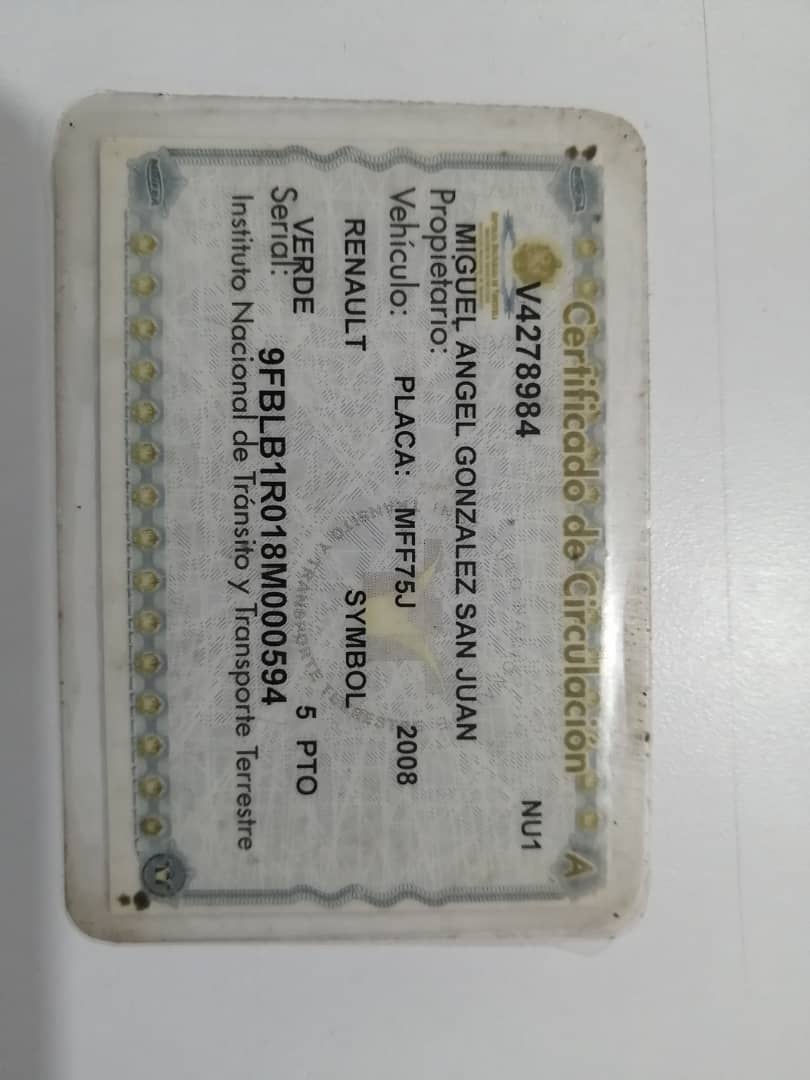 Certificado de Circulación A
V4278984 NU1
MIGUEL ANGEL GONZALEZ SAN JUAN
Propietario:
Vehículo: PLACA: MFF75J 2008
RENAULT SYMBOL
VERDE 5 PTO
Serial: 9FBLB1R018M000594
Instituto Nacional de Tránsito y Transporte Terrestre